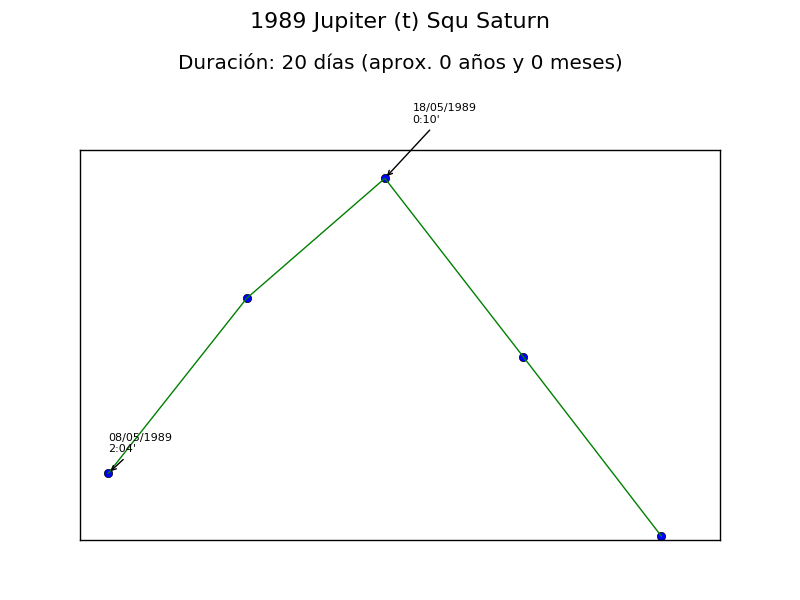 1989 Jupiter (t) Squ Saturn
Duración: 20 días (aprox. 0 años y 0 meses)
18/05/1989
0:10'
08/05/1989
2:04'